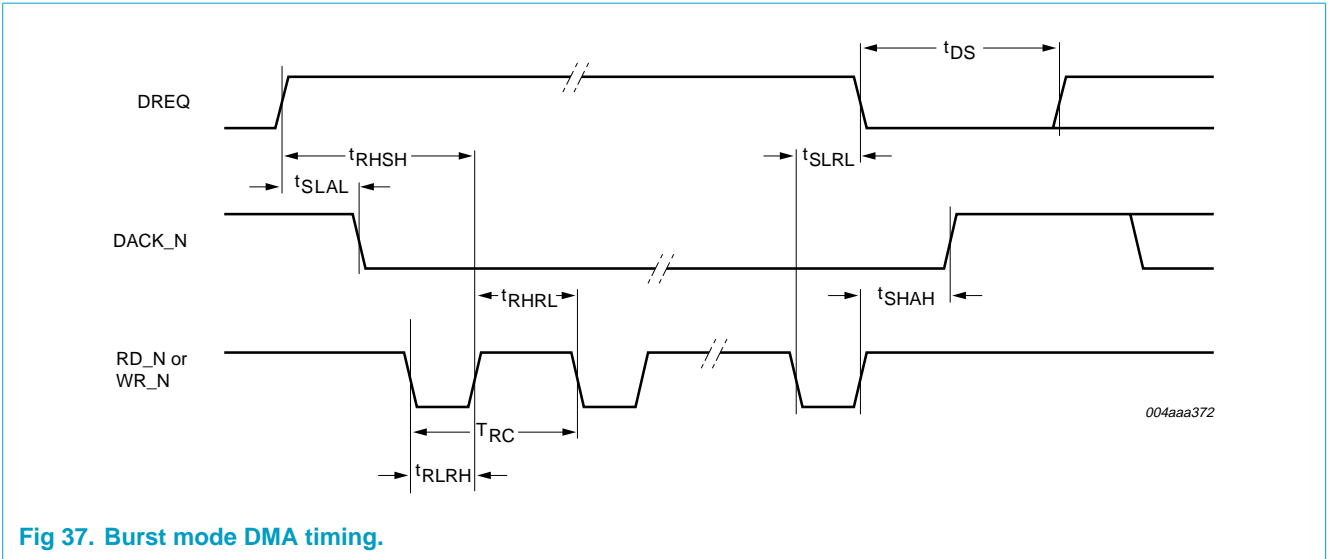 tDS
DREQ
tRHSH
tSLRL
tSLAL
DACK_N
tRHRL
tSHAH
RD_N or
WR_N
004aaa372
TRC
tRLRH
Fig 37. Burst mode DMA timing.